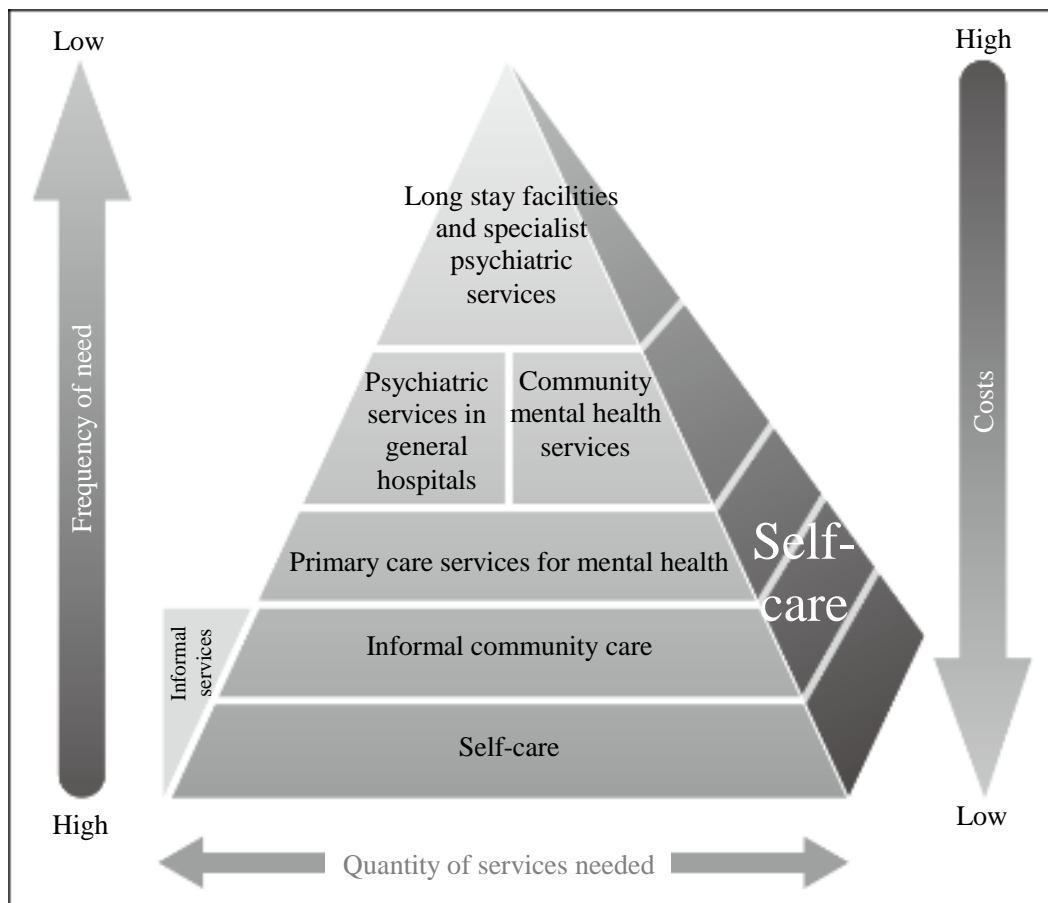 Low
High
Long stay facilities
and specialist
psychiatric
services
Frequency of need
Costs
Psychiatric
services in
general
hospitals
Community
mental health
services
Self-
care
Primary care services for mental health
Informal
services
Informal community care
Self-care
High
Low
Quantity of services needed